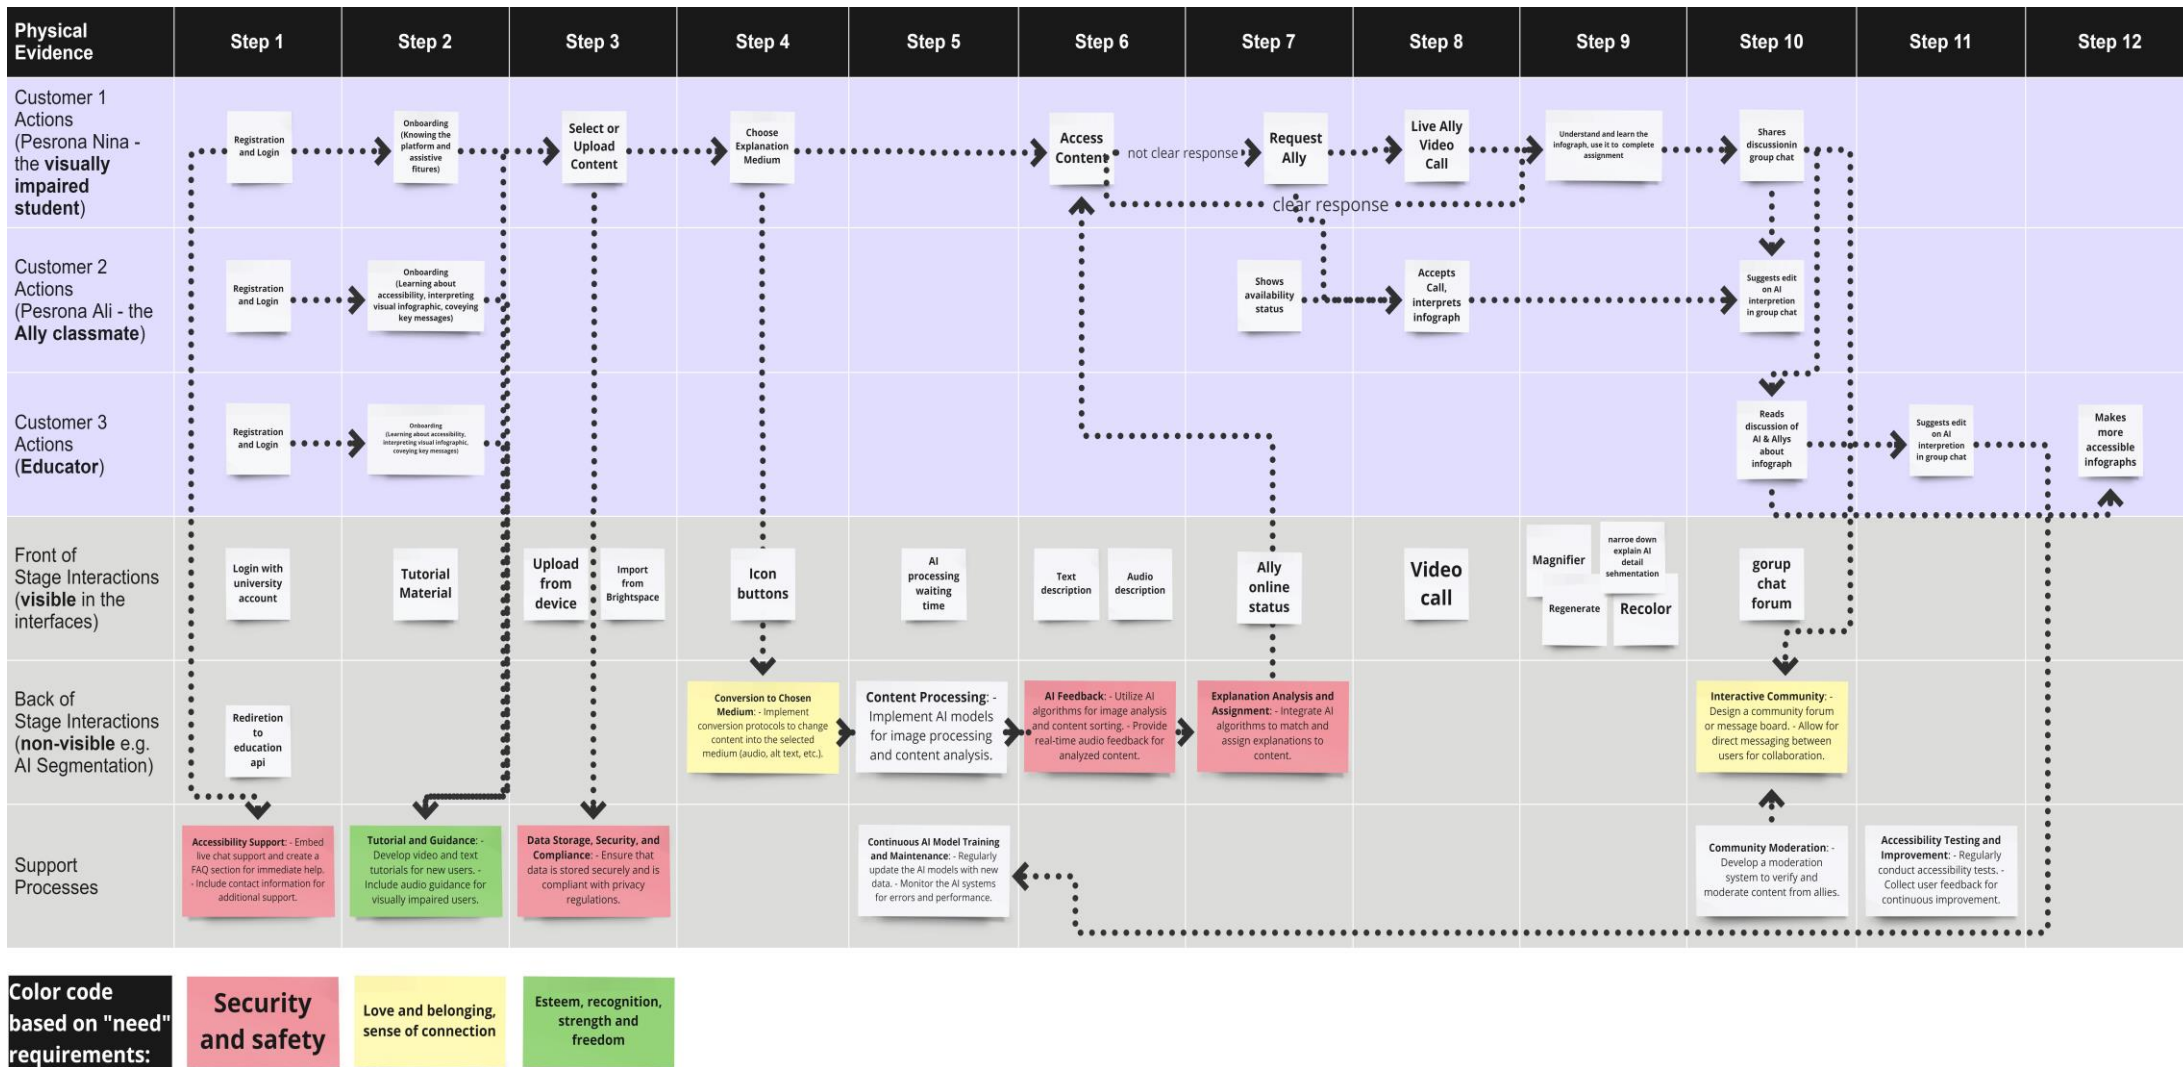 Physical
Evidence
Step 1
Step 2
Step 3
Step 4
Step 5
Step 6
Step 7
Step 8
Step 9
Step 10
Step 11
Step 12
Customer 1
Actions
(Pesrona Nina -
the visually
impaired
student)
Registration
and Login
Onboarding
(Knowing the
platform and
assistive
fitures)
Select or
Upload
Content
Choose
Explanation
Medium
Access
Content
not clear response
clear response
Request
Ally
Live Ally
Video
Call
Understand and learn the
infograph, use it to complete
assignment
Shares
discussionin
group chat
Customer 2
Actions
(Pesrona Ali - the
Ally classmate)
Registration
and Login
Onboarding
(Learning about
accessibility, interpreting
visual infographic, coveying
key messages)
Shows
availability
status
Accepts
Call,
interprets
infograph
Suggests edit
on AI
interpretion
in group chat
Customer 3
Actions
(Educator)
Registration
and Login
Onboarding
(Learning about accessibility,
interpreting visual infographic,
coveying key messages)
Reads
discussion of
AI & Allys
about
infograph
Suggests edit
on AI
interpretion
in group chat
Makes
more
accessible
infographs
Front of
Stage Interactions
(visible in the
interfaces)
Login with
university
account
Tutorial
Material
Upload
from
device
Import
from
Brightspace
Icon
buttons
AI
processing
waiting
time
Text
description
Audio
description
Ally
online
status
Video
call
Magnifier
narroe down
explain AI
detail
sehmentation
Regenerate
Recolor
gorup
chat
forum
Back of
Stage Interactions
(non-visible e.g.
AI Segmentation)
Rediretion
to
education
api
Conversion to Chosen
Medium: - Implement
conversion protocols to change
content into the selected
medium (audio, alt text, etc.).
Content Processing: -
Implement AI models
for image processing
and content analysis.
AI Feedback: - Utilize AI
algorithms for image analysis
and content sorting. - Provide
real-time audio feedback for
analyzed content.
Explanation Analysis and
Assignment: - Integrate AI
algorithms to match and
assign explanations to
content.
Interactive Community: -
Design a community forum
or message board. - Allow for
direct messaging between
users for collaboration.
Support
Processes
Accessibility Support: - Embed
live chat support and create a
FAQ section for immediate help.
- Include contact information for
additional support.
Tutorial and Guidance: -
Develop video and text
tutorials for new users. -
Include audio guidance for
visually impaired users.
Data Storage, Security, and
Compliance: - Ensure that
data is stored securely and is
compliant with privacy
regulations.
Continuous AI Model Training
and Maintenance: - Regularly
update the AI models with new
data. - Monitor the AI systems
for errors and performance.
Community Moderation: -
Develop a moderation
system to verify and
moderate content from allies.
Accessibility Testing and
Improvement: - Regularly
conduct accessibility tests. -
Collect user feedback for
continuous improvement.
Color code
based on "need"
requirements:
Security
and safety
Love and belonging,
sense of connection
Esteem, recognition,
strength and
freedom